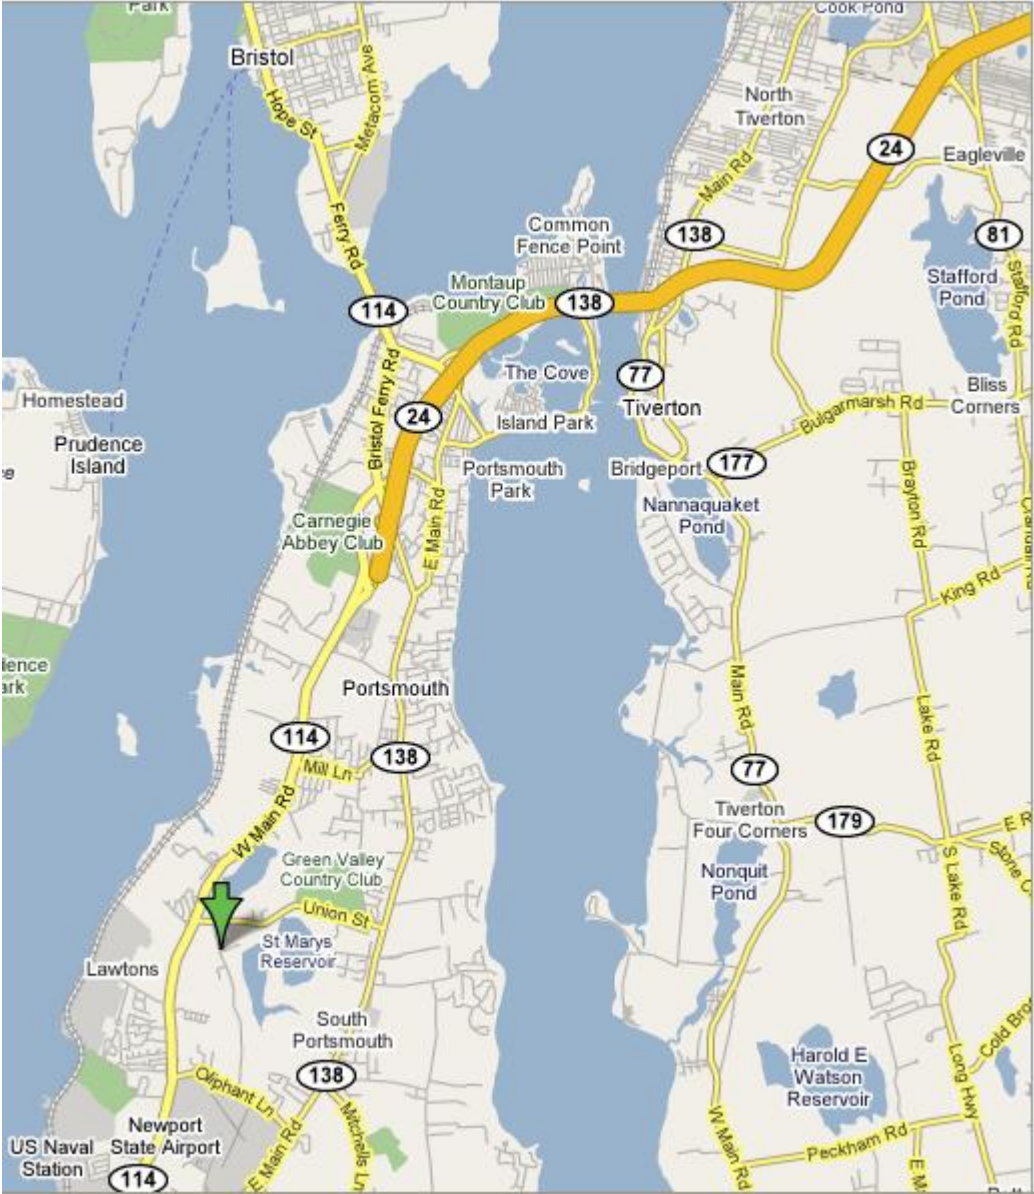 Park
Cook Pond
Bristol
Hope St
Metacom Ave
North
Tiverton
Main Rd
24
Eagleville
Ferry Rd
Common
Fence Point
138
81
Stafford
Pond
Stafford Rd
Montaup
Country Club
138
114
The Cove
77
Homestead
Bristol Ferry Rd
24
Tiverton
Bliss
Corners
Bulgarmarsh Rd
Island Park
Prudence
Island
Portsmouth
Park
Bridgeport
177
Brayton Rd
Nannaquaket
Pond
E Main Rd
Carnegie
Abbey Club
King Rd
Portsmouth
Main Rd
Lake Rd
114
138
Mill Ln
77
W Main Rd
Tiverton
Four Corners
179
Green Valley
Country Club
Nonquit
Pond
S Lake Rd
Union St
St Marys
Reservoir
Lawtons
South
Portsmouth
138
Harold E
Watson
Reservoir
Long Hwy
Oliphant Ln
Newport
State Airport
US Naval
Station
114
E Main Rd
Mitchells Ln
W Main Rd
Peckham Rd